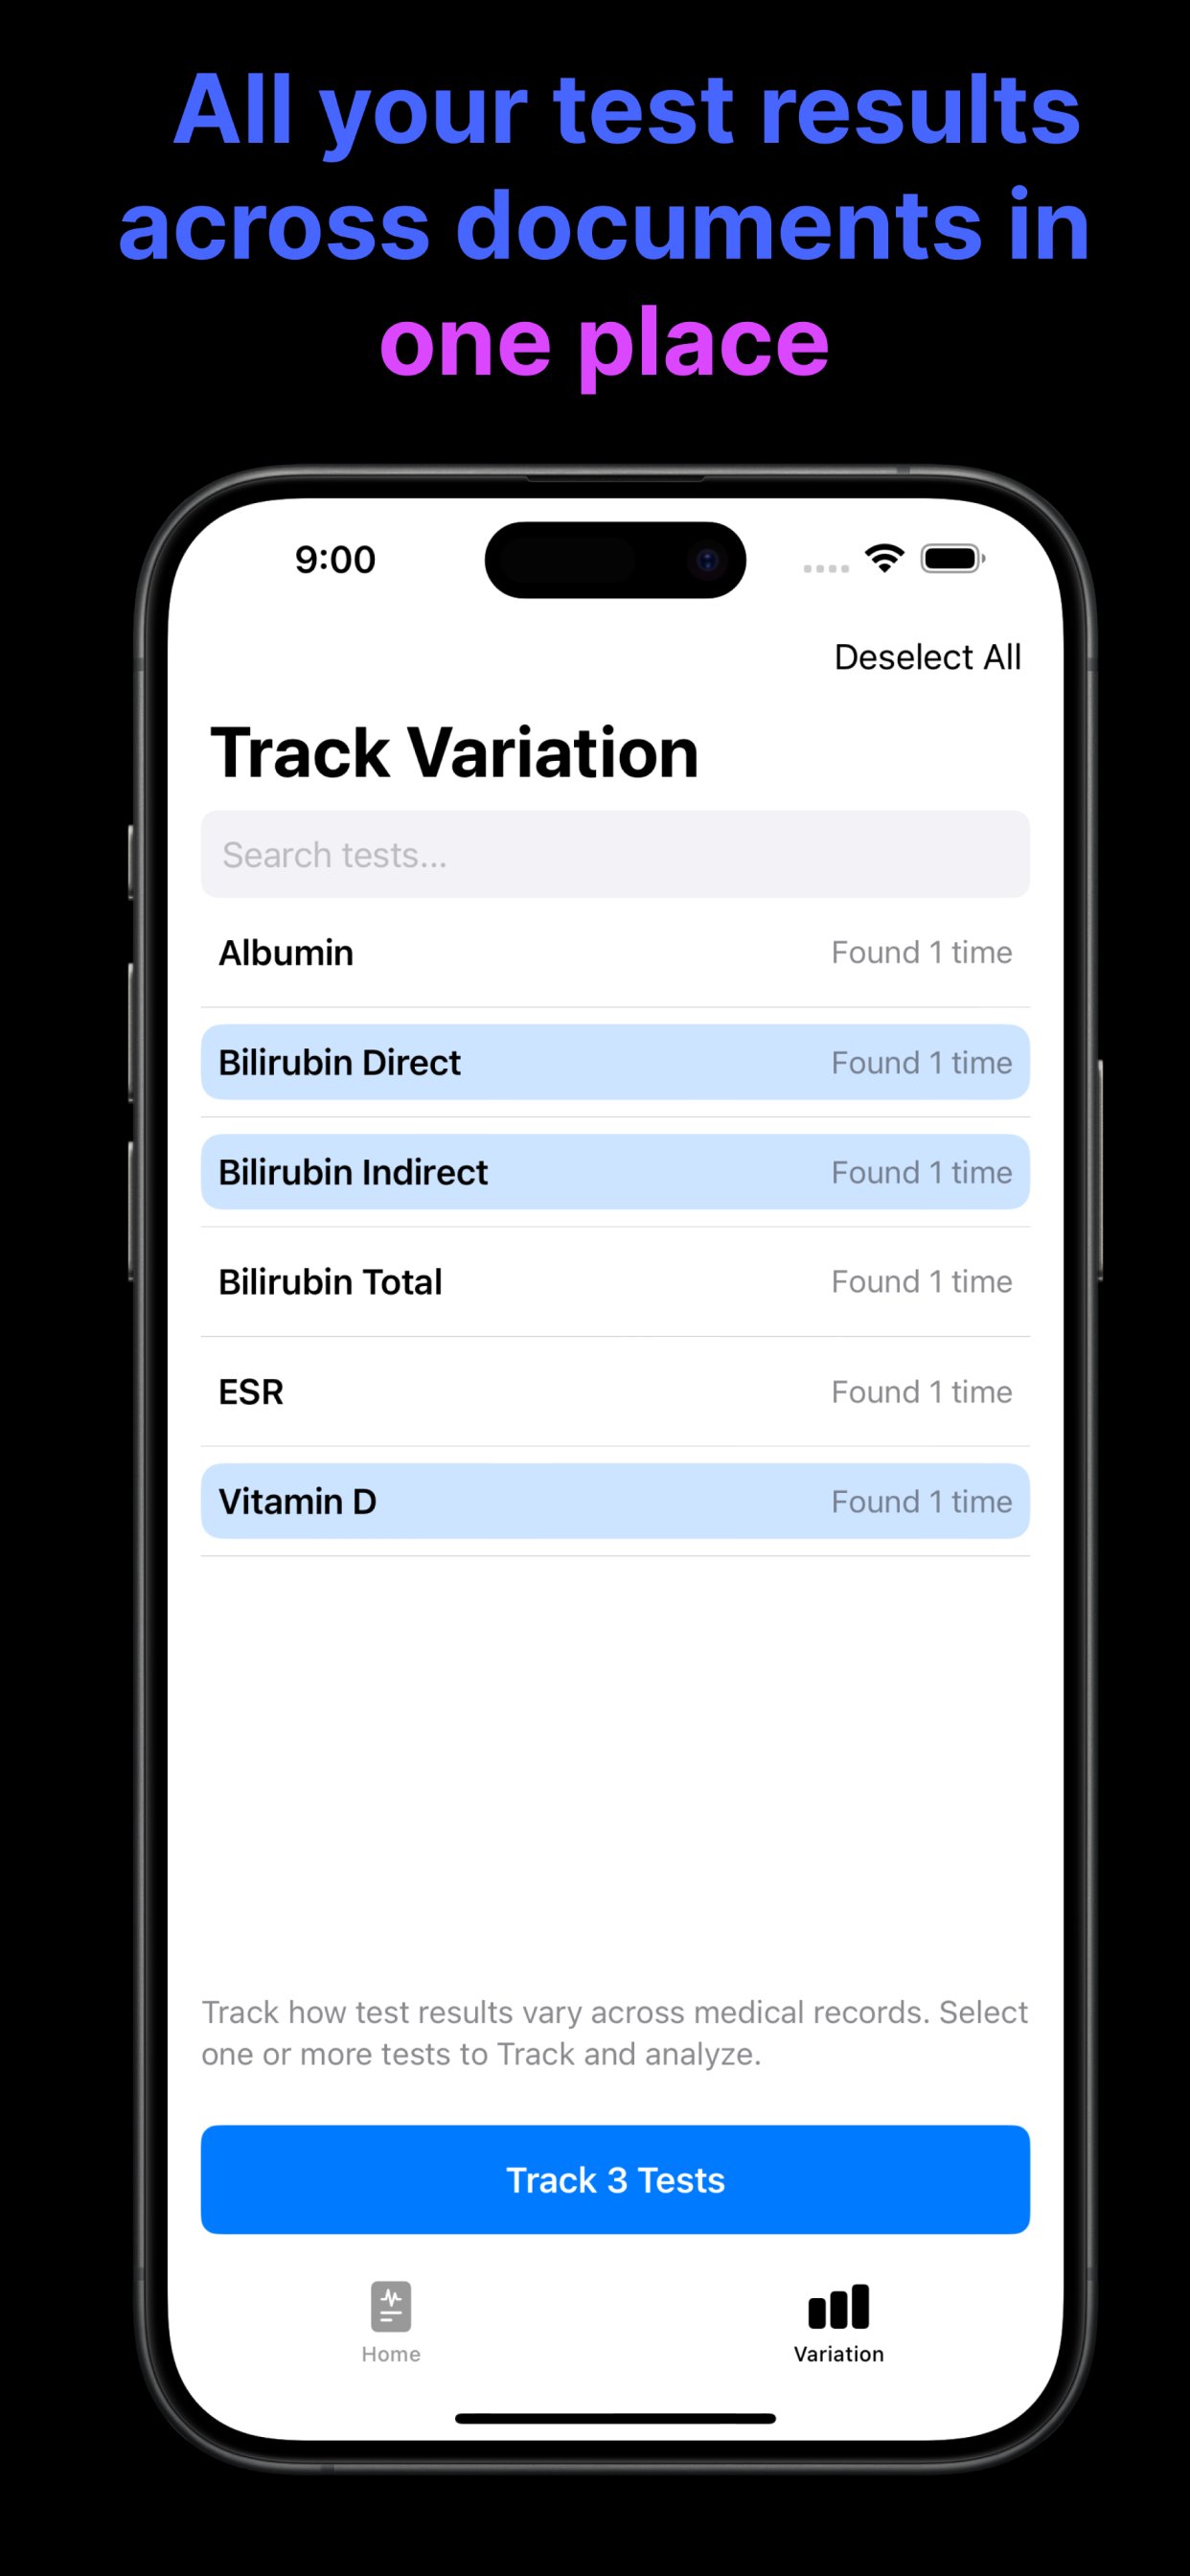 All your test results
across documents in
one place
9:00
Deselect All
Track Variation
Search tests...
Albumin Found 1 time
Bilirubin Direct Found 1 time
Bilirubin Indirect Found 1 time
Bilirubin Total Found 1 time
ESR Found 1 time
Vitamin D Found 1 time
Track how test results vary across medical records. Select
one or more tests to Track and analyze.
Track 3 Tests
Home Variation